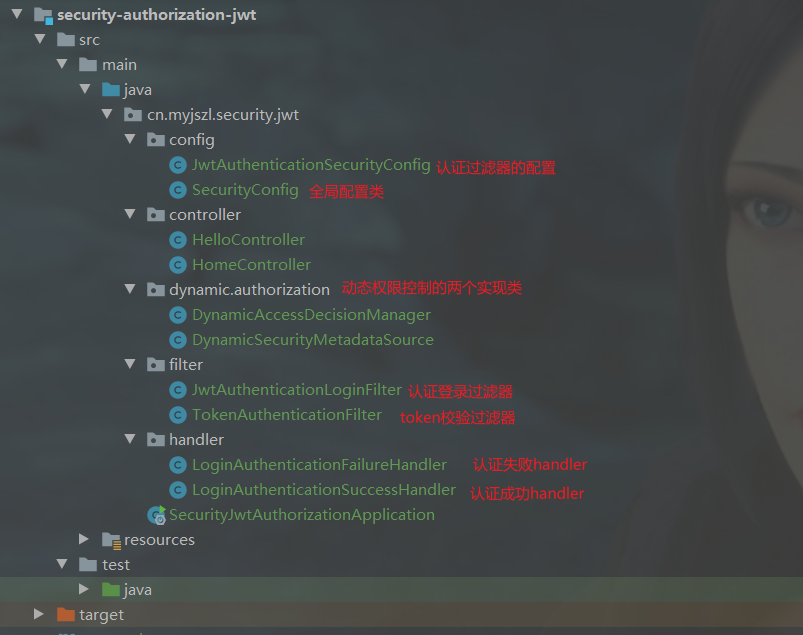 security-authorization-jwt
src
main
java
cn.myjszl.security.jwt
config
JwtAuthenticationSecurityConfig 认证过滤器的配置
SecurityConfig 全局配置类
controller
HelloController
HomeController
dynamic.authorization 动态权限控制的两个实现类
DynamicAccessDecisionManager
DynamicSecurityMetadataSource
filter
JwtAuthenticationLoginFilter 认证登录过滤器
TokenAuthenticationFilter token校验过滤器
handler
LoginAuthenticationFailureHandler 认证失败handler
LoginAuthenticationSuccessHandler 认证成功handler
SecurityJwtAuthorizationApplication
resources
test
java
target